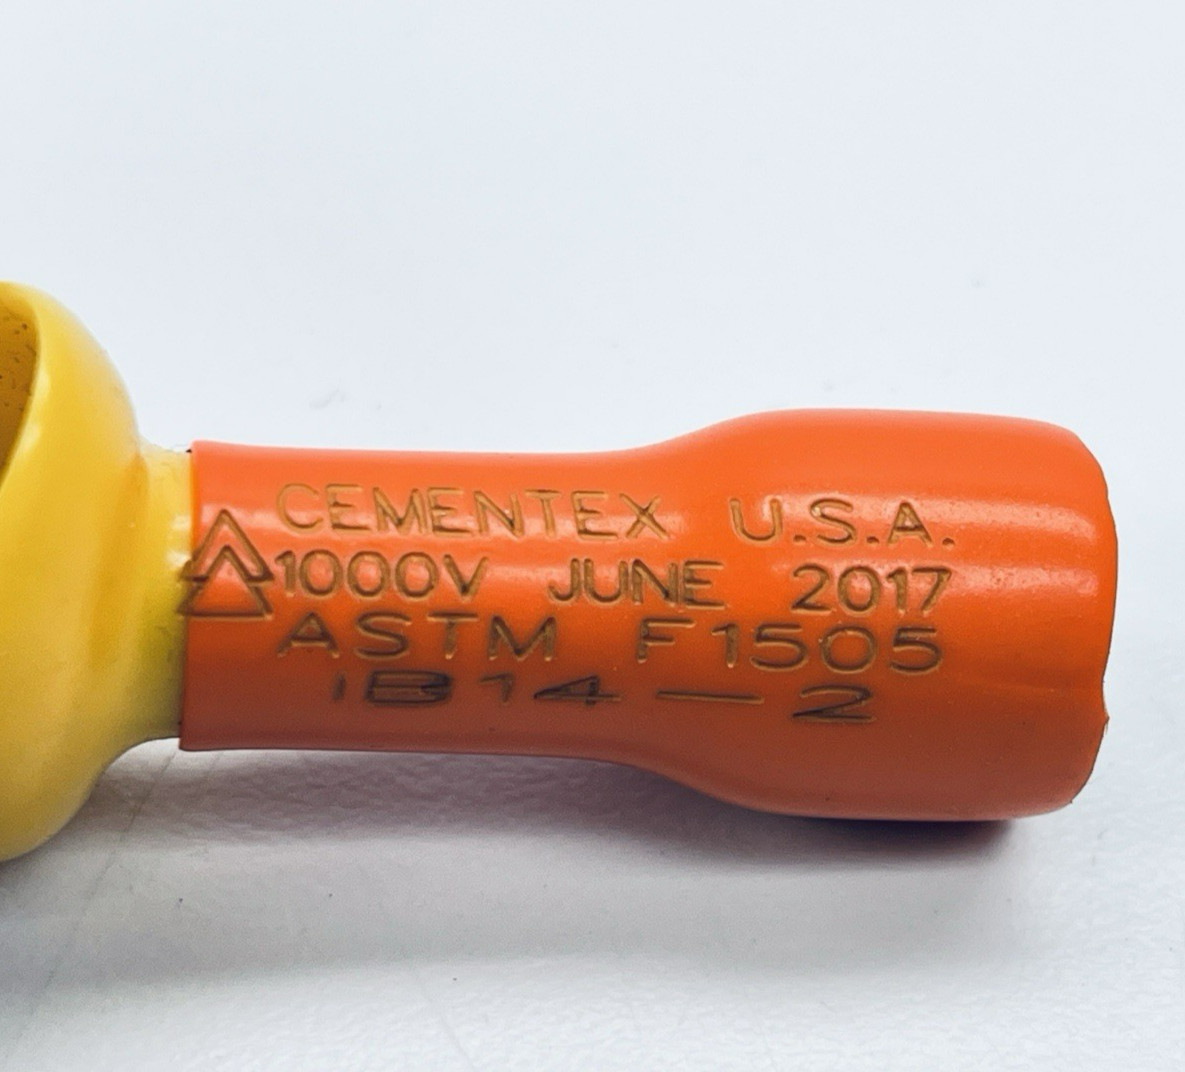 CEMENTEX U.S.A.
1000V JUNE 2017
ASTM F1505
IB14-2